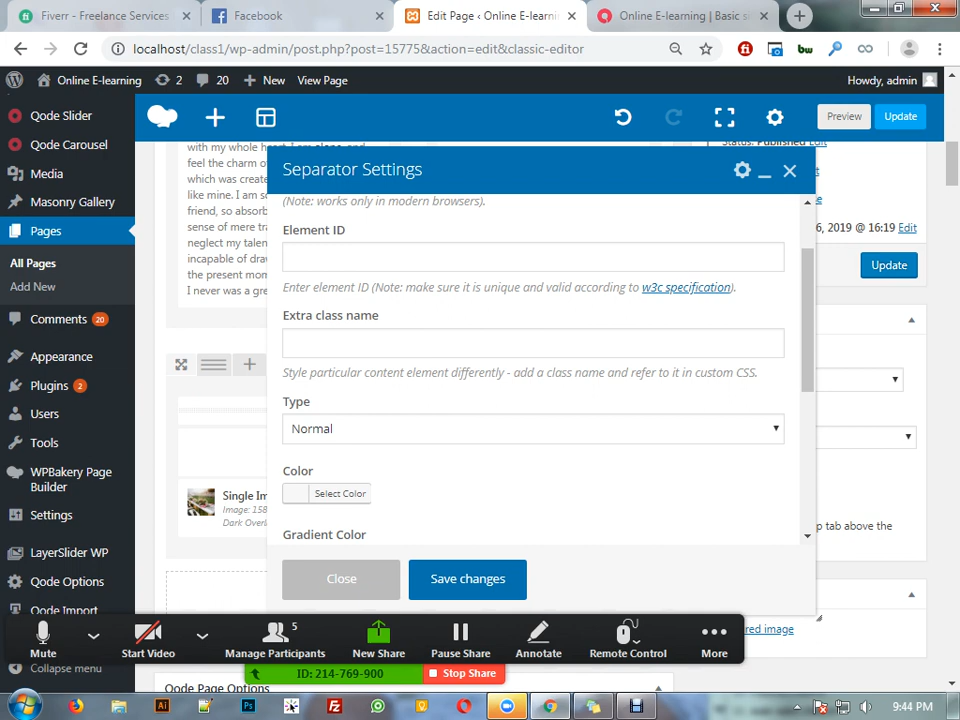 Fiverr - Freelance Services
Facebook
Edit Page ‹ Online E-learni
Online E-learning | Basic s
localhost/class1/wp-admin/post.php?post=15775&action=edit&classic-editor
Online E-learning
2
20
New
View Page
Howdy, admin
Qode Slider
Qode Carousel
Media
Masonry Gallery
Pages
All Pages
Add New
Comments 20
Appearance
Plugins 2
Users
Tools
WPBakery Page
Builder
Settings
LayerSlider WP
Qode Options
Qode Import
Collapse menu
Preview
Update
Status: Published Edit
with my whole heart. I am alone, and
feel the charm of
which was create
like mine. I am so
friend, so absorb
sense of mere tra
neglect my talen
incapable of draw
the present mom
I never was a gre
6, 2019 @ 16:19 Edit
Update
Separator Settings
(Note: works only in modern browsers).
Element ID
Enter element ID (Note: make sure it is unique and valid according to w3c specification).
Extra class name
Style particular content element differently - add a class name and refer to it in custom CSS.
Type
Normal
Color
Select Color
Gradient Color
Close
Save changes
Single Im
Image: 158
Dark Overl
p tab above the
red image
Mute
Start Video
5
Manage Participants
New Share
Pause Share
Annotate
Remote Control
More
ID: 214-769-900
Stop Share
Qode Page Options
9:44 PM